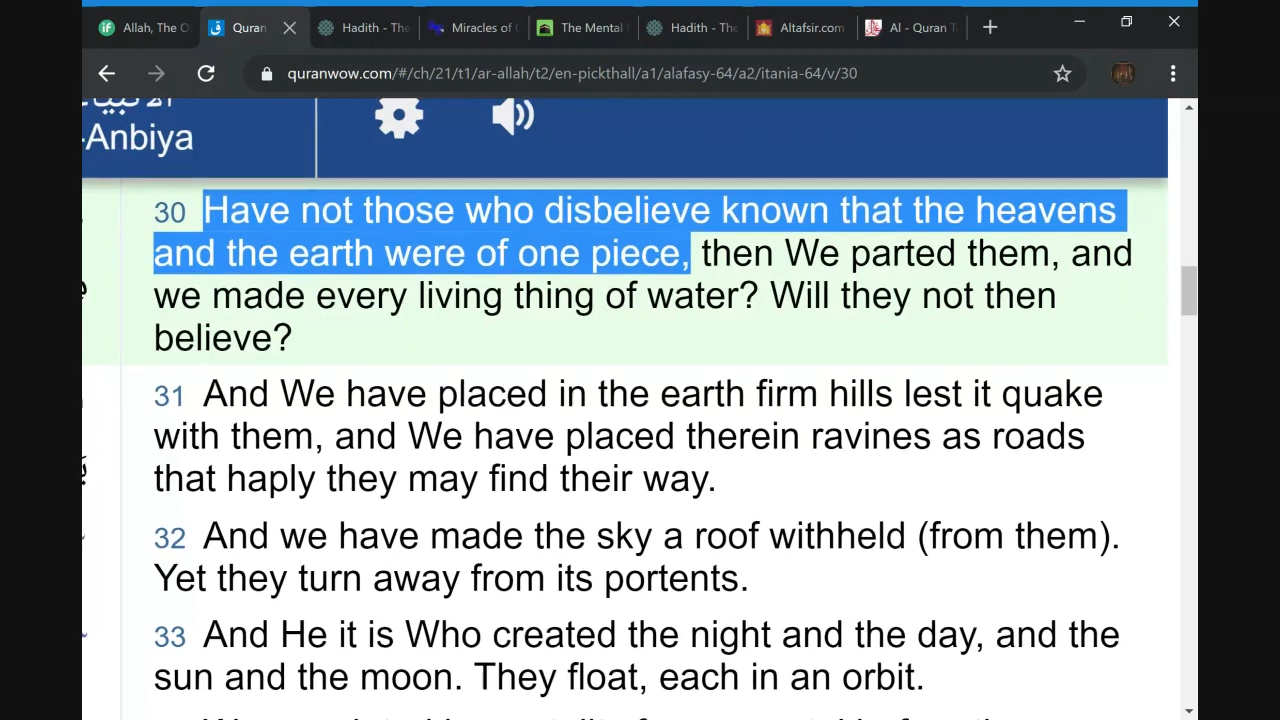 Allah, The O
Quran
Hadith - The
Miracles of
The Mental
Hadith - The
Altafsir.com
Al - Quran T
quranwow.com/#/ch/21/t1/ar-allah/t2/en-pickthall/a1/alafasy-64/a2/itania-64/v/30
-Anbiya
30 Have not those who disbelieve known that the heavens
and the earth were of one piece, then We parted them, and
we made every living thing of water? Will they not then
believe?
31 And We have placed in the earth firm hills lest it quake
with them, and We have placed therein ravines as roads
that haply they may find their way.
32 And we have made the sky a roof withheld (from them).
Yet they turn away from its portents.
33 And He it is Who created the night and the day, and the
sun and the moon. They float, each in an orbit.